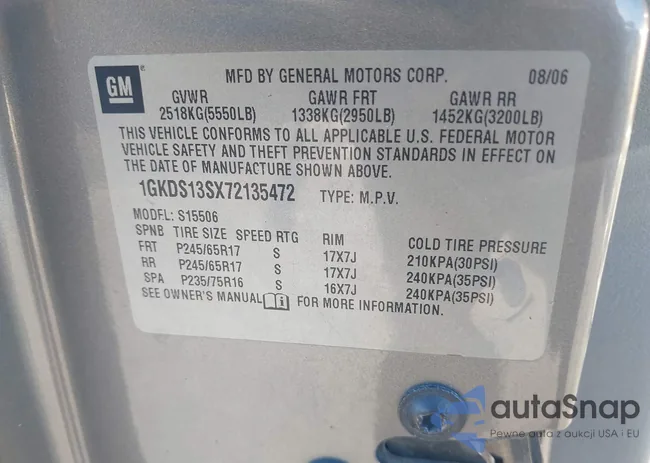 GM ®
MFD BY GENERAL MOTORS CORP. 08/06
GVWR GAWR FRT GAWR RR
2518KG(5550LB) 1338KG(2950LB) 1452KG(3200LB)
THIS VEHICLE CONFORMS TO ALL APPLICABLE U.S. FEDERAL MOTOR
VEHICLE SAFETY AND THEFT PREVENTION STANDARDS IN EFFECT ON
THE DATE OF MANUFACTURE SHOWN ABOVE.
1GKDS13SX72135472 TYPE: M.P.V.
MODEL: S15506
SPNB TIRE SIZE SPEED RTG RIM COLD TIRE PRESSURE
FRT P245/65R17 S 17X7J 210KPA(30PSI)
RR P245/65R17 S 17X7J 240KPA(35PSI)
SPA P235/75R16 S 16X7J 240KPA(35PSI)
SEE OWNER'S MANUAL FOR MORE INFORMATION.
autaSnap
Pewne auta z aukcji USA i EU